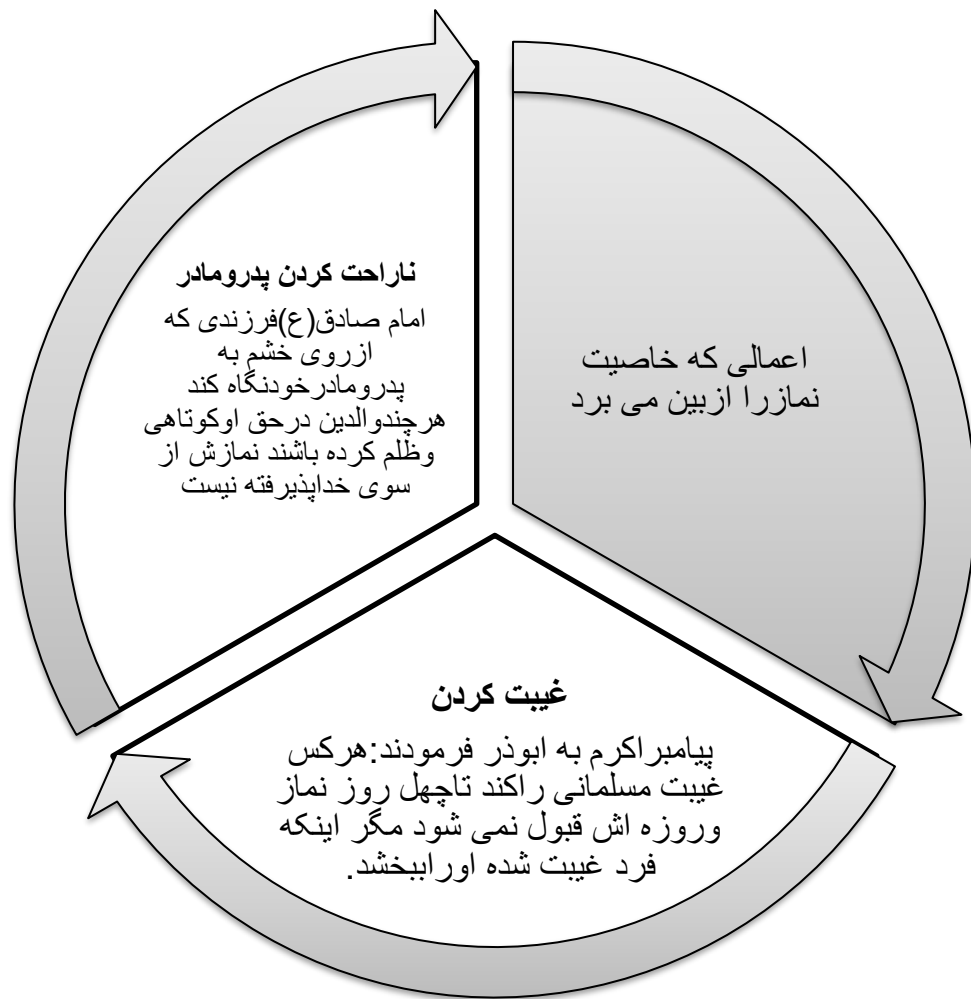 اعمالی که خاصیت
نمازرا ازبین می برد
غیبت کردن
پیامبراکرم به ابوذر فرمودند:هرکس
غیبت مسلمانی راکند تاچهل روز نماز
وروزه اش قبول نمی شود مگر اینکه
فرد غیبت شده اوراببخشد.
ناراحت کردن پدرومادر
امام صادق(ع)فرزندی که
ازروی خشم به
پدرومادرخودنگاه کند
هرچندوالدین درحق اوکوتاهی
وظلم کرده باشند نمازش از
سوی خداپذیرفته نیست